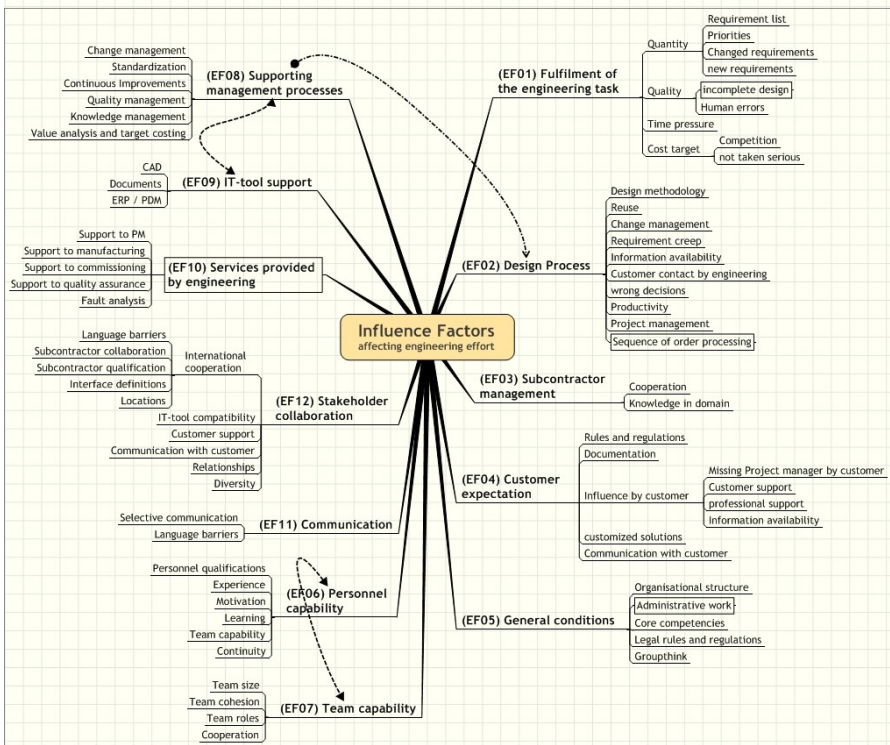 Influence Factors
affecting engineering effort
(EF01) Fulfilment of
the engineering task
Quantity
Requirement list
Priorities
Changed requirements
new requirements
Quality
incomplete design
Human errors
Time pressure
Cost target
Competition
not taken serious
(EF02) Design Process
Design methodology
Reuse
Change management
Requirement creep
Information availability
Customer contact by engineering
wrong decisions
Productivity
Project management
Sequence of order processing
(EF03) Subcontractor
management
Cooperation
Knowledge in domain
(EF04) Customer
expectation
Rules and regulations
Documentation
Influence by customer
Missing Project manager by customer
Customer support
professional support
Information availability
customized solutions
Communication with customer
(EF05) General conditions
Organisational structure
Administrative work
Core competencies
Legal rules and regulations
Groupthink
(EF08) Supporting
management processes
Change management
Standardization
Continuous Improvements
Quality management
Knowledge management
Value analysis and target costing
(EF09) IT-tool support
CAD
Documents
ERP / PDM
(EF10) Services provided
by engineering
Support to PM
Support to manufacturing
Support to commissioning
Support to quality assurance
Fault analysis
(EF12) Stakeholder
collaboration
International
cooperation
Language barriers
Subcontractor collaboration
Subcontractor qualification
Interface definitions
Locations
IT-tool compatibility
Customer support
Communication with customer
Relationships
Diversity
(EF11) Communication
Selective communication
Language barriers
(EF06) Personnel
capability
Personnel qualifications
Experience
Motivation
Learning
Team capability
Continuity
(EF07) Team capability
Team size
Team cohesion
Team roles
Cooperation